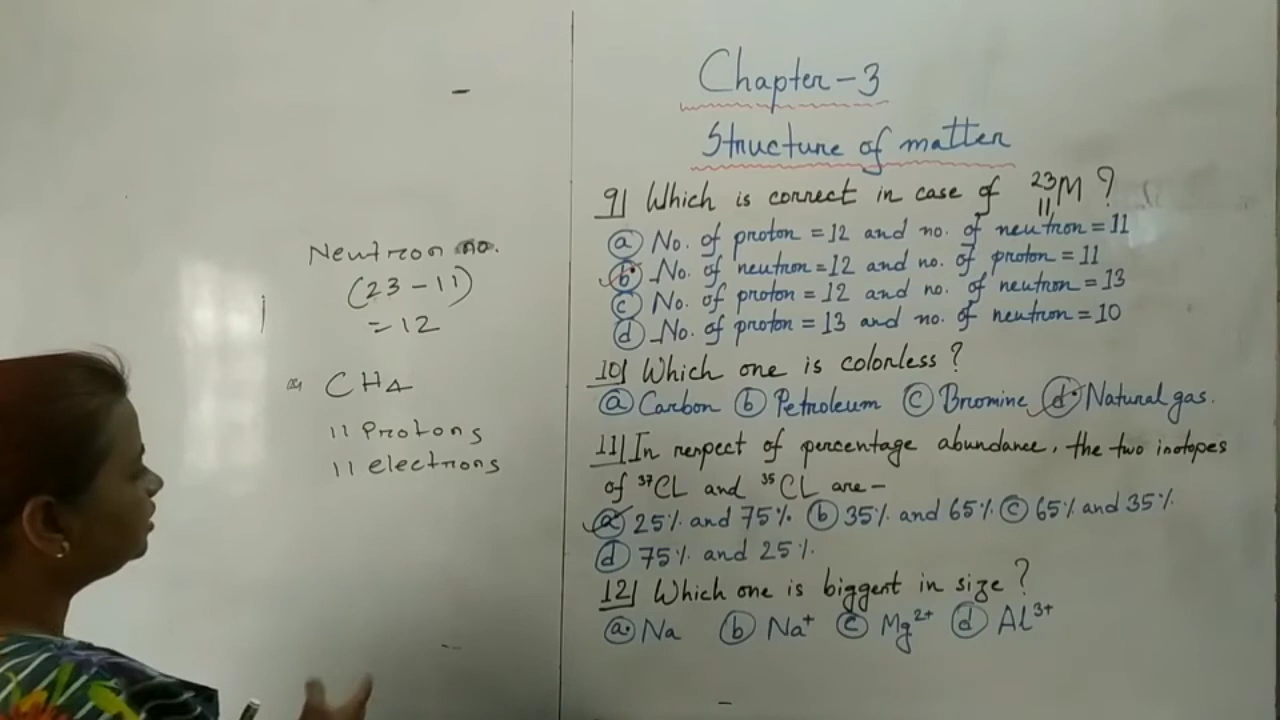 Chapter-3
Structure of matter
9| Which is correct in case of ²³₁₁M ?
ⓐ No. of proton = 12 and no. of neutron = 11
ⓑ No. of neutron = 12 and no. of proton = 11
ⓒ No. of proton = 12 and no. of neutron = 13
ⓓ No. of proton = 13 and no. of neutron = 10
10| Which one is colorless ?
ⓐ Carbon ⓑ Petroleum ⓒ Bromine ⓓ Natural gas.
11| In respect of percentage abundance, the two isotopes
of ³⁷CL and ³⁵CL are-
ⓐ 25% and 75% ⓑ 35% and 65% ⓒ 65% and 35%
ⓓ 75% and 25%.
12| Which one is biggest in size ?
ⓐ Na ⓑ Na⁺ ⓒ Mg²⁺ ⓓ Al³⁺
Neutron no.
(23-11)
=12
CH4
11 Protons
11 electrons